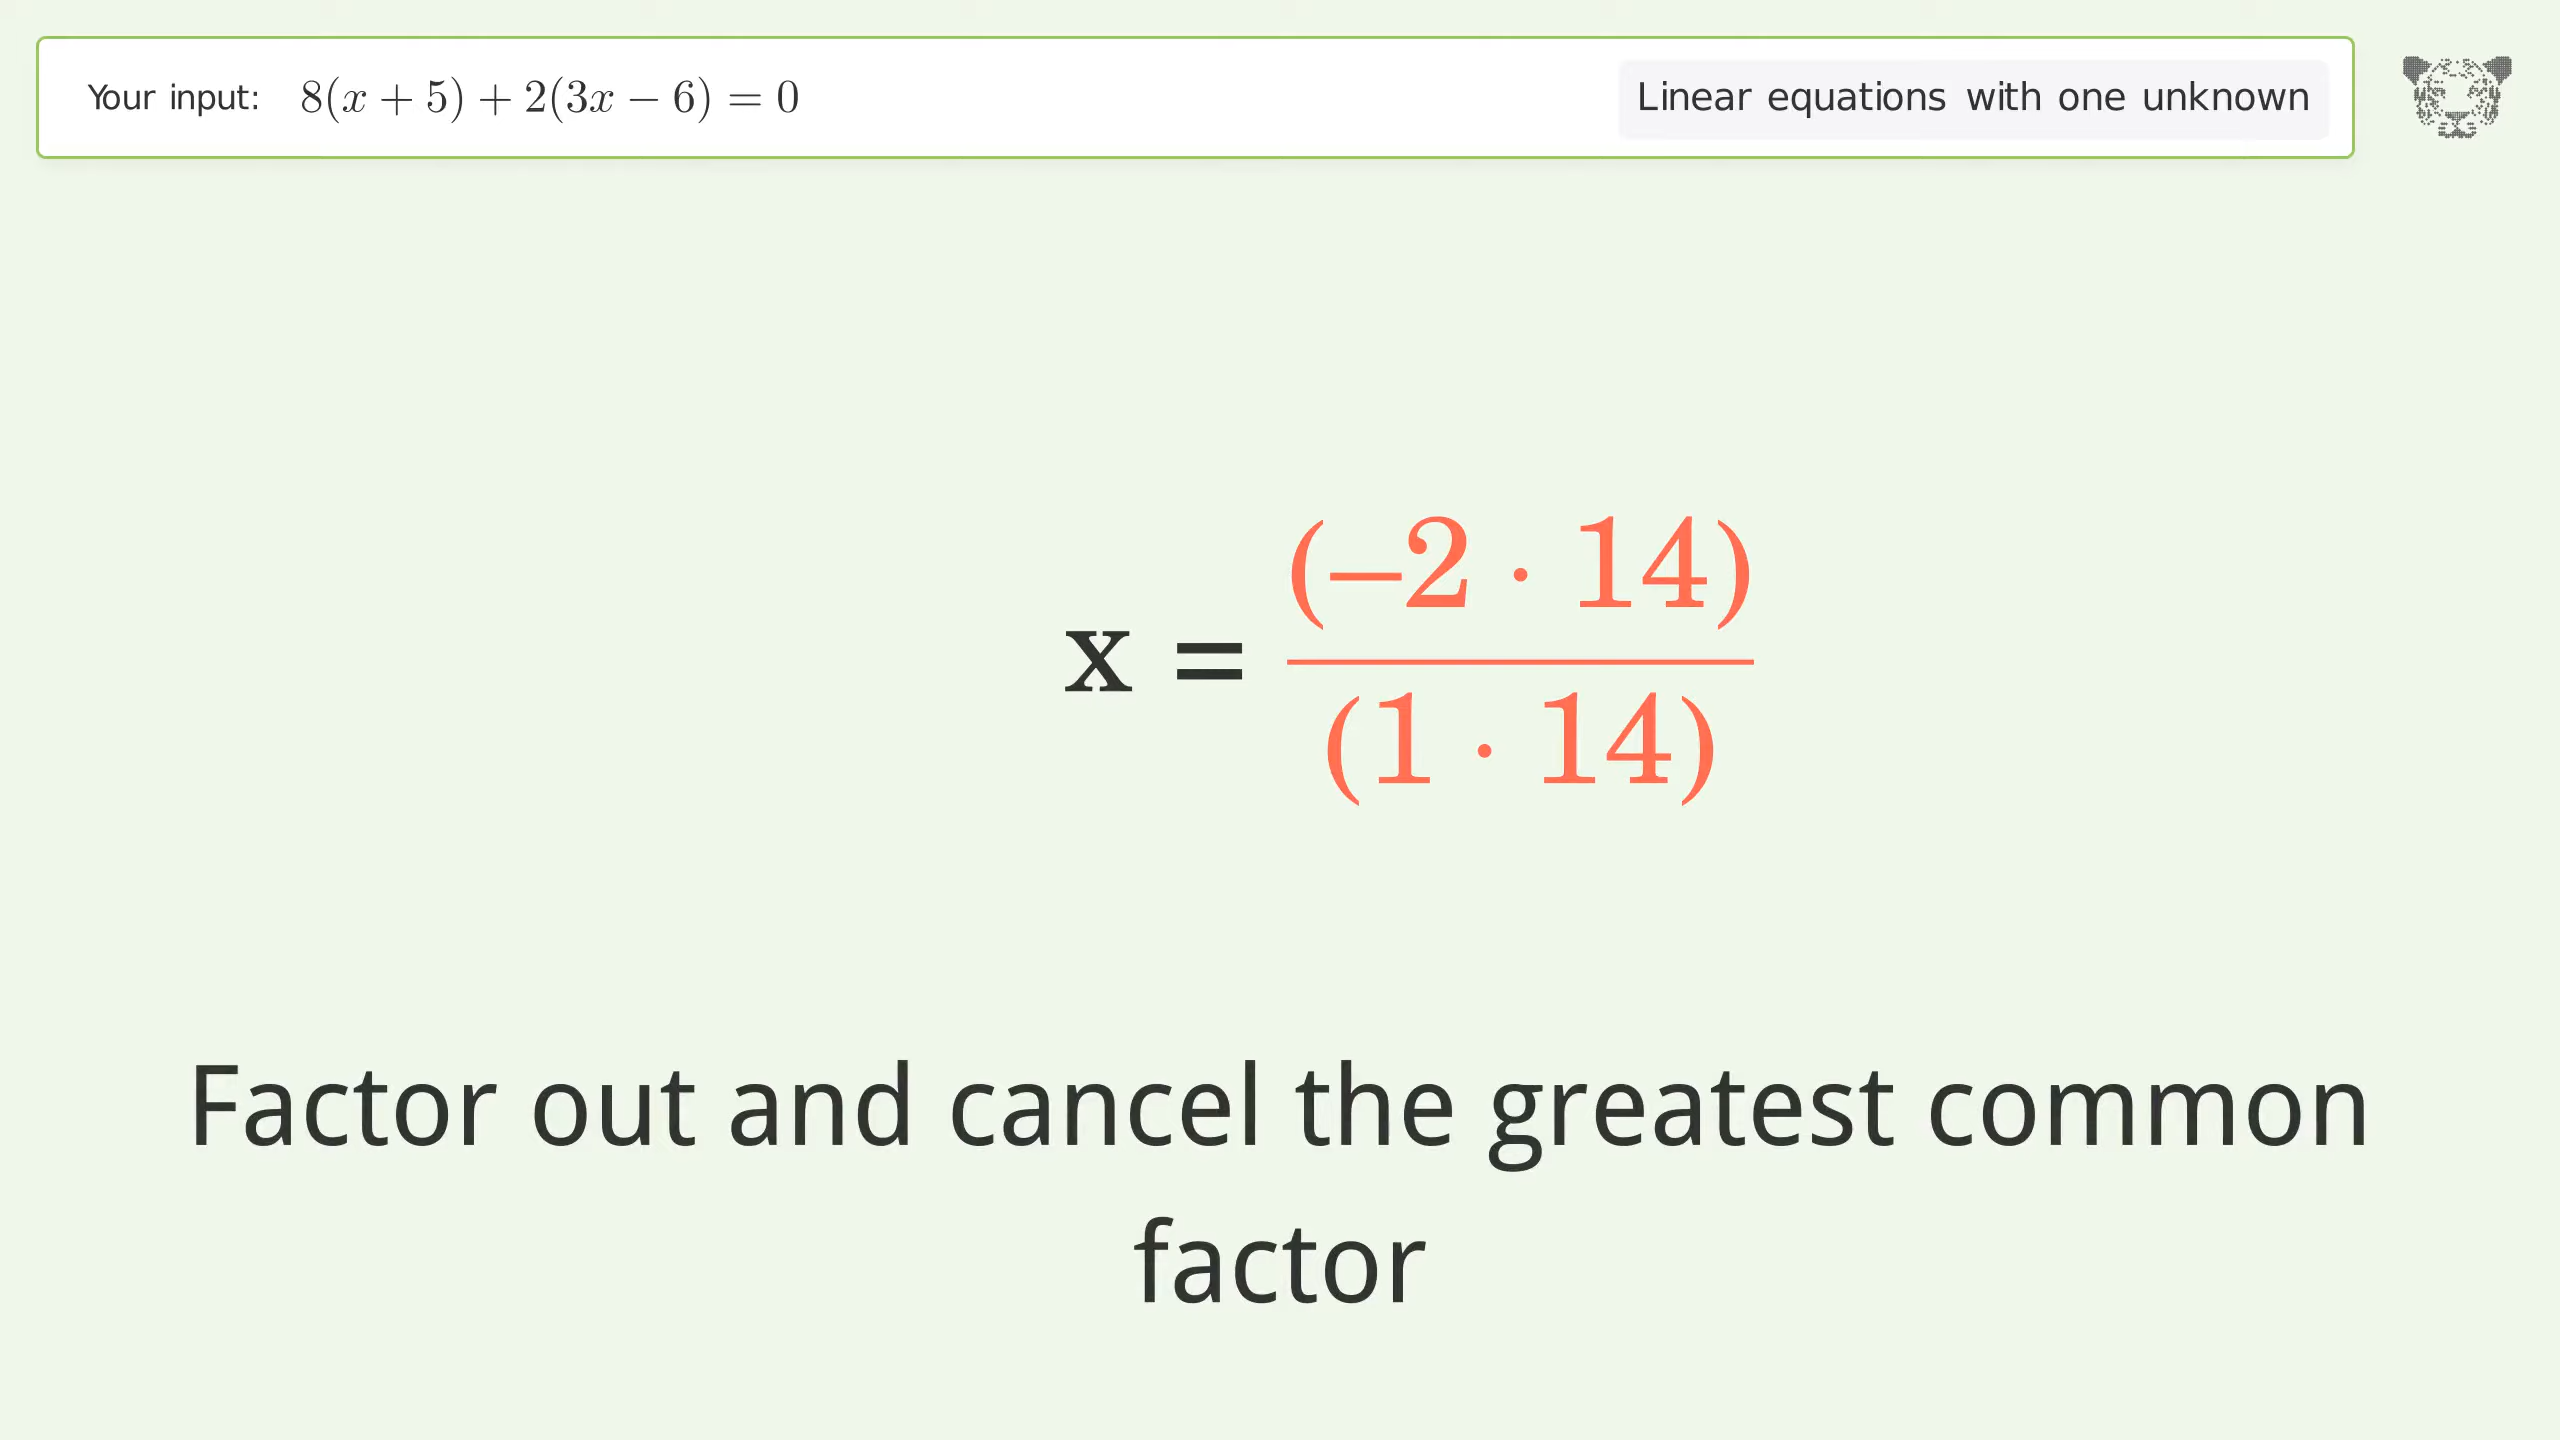 Your input: 8(x + 5) + 2(3x − 6) = 0
Linear equations with one unknown
x = (−2 · 14) / (1 · 14)
Factor out and cancel the greatest common
factor